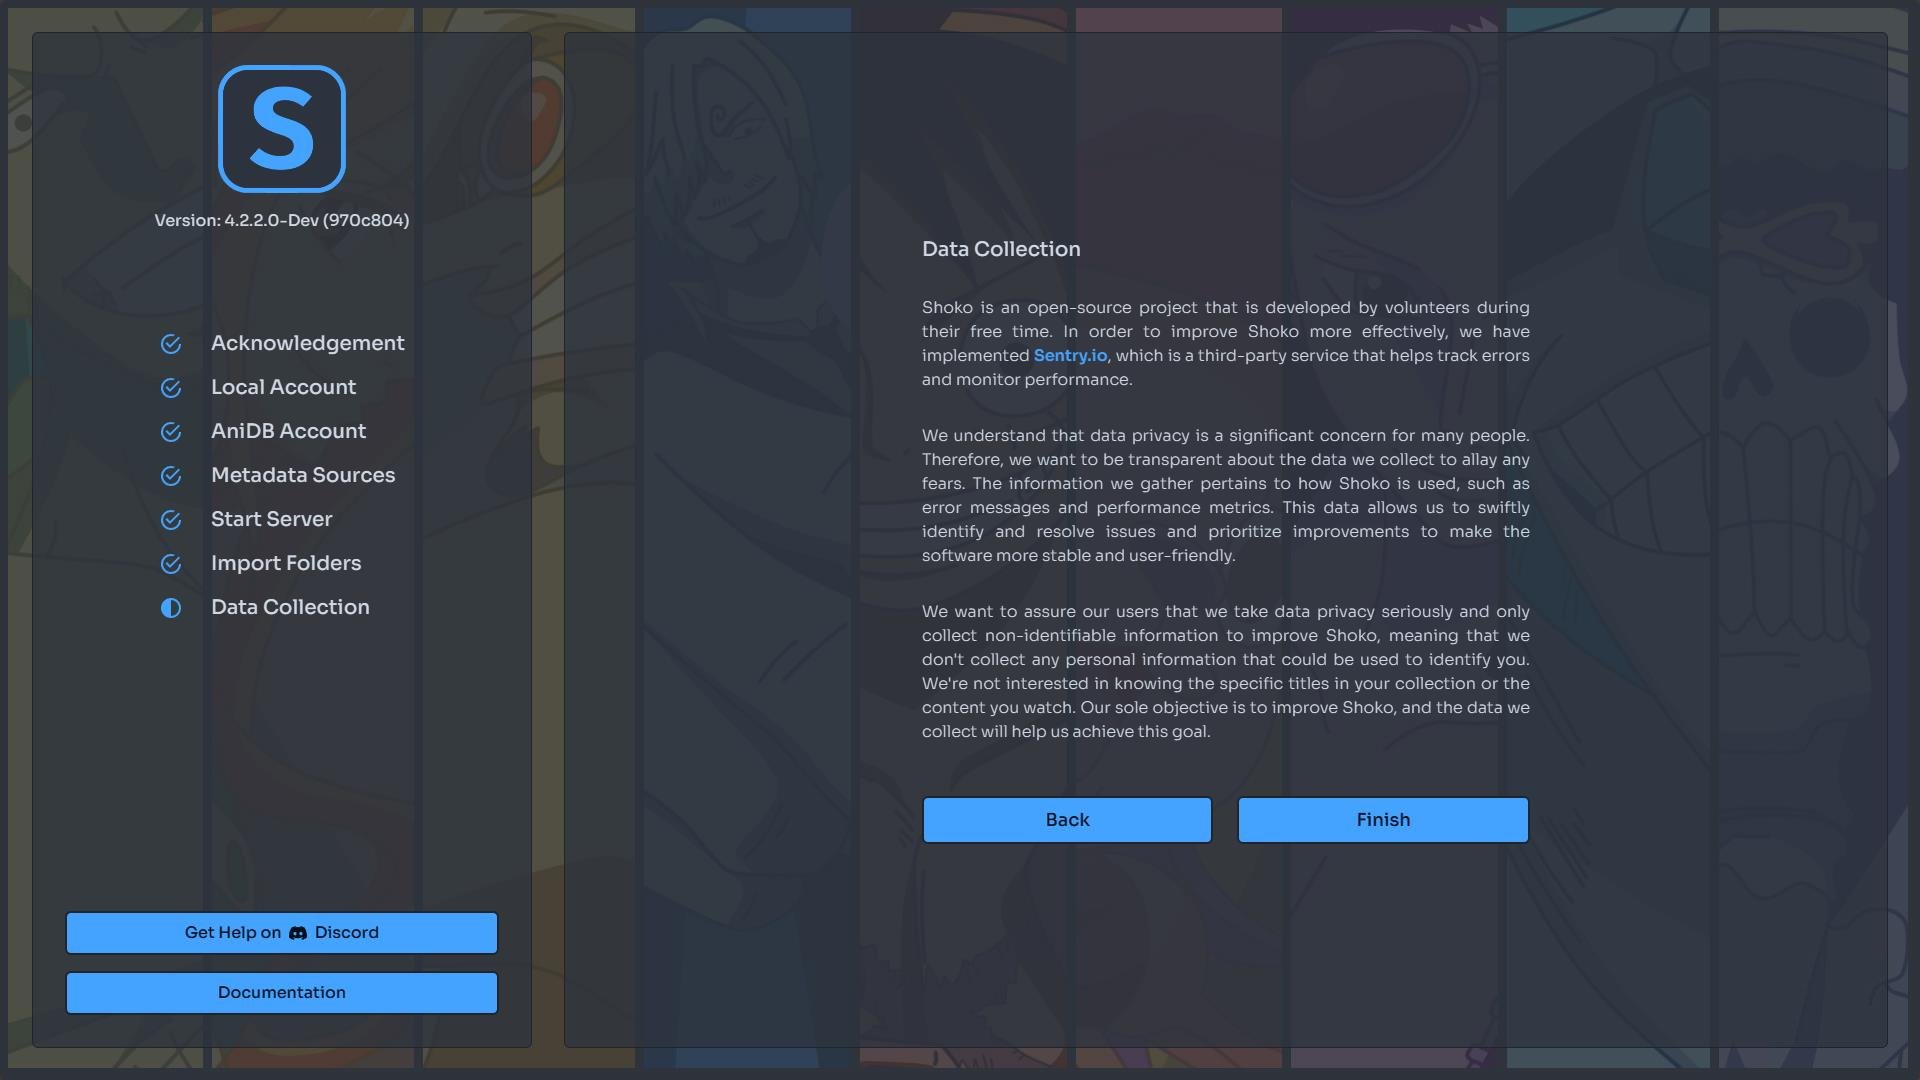 S
Version: 4.2.2.0-Dev (970c804)
Acknowledgement
Local Account
AniDB Account
Metadata Sources
Start Server
Import Folders
Data Collection
Get Help on Discord
Documentation
Data Collection
Shoko is an open-source project that is developed by volunteers during
their free time. In order to improve Shoko more effectively, we have
implemented Sentry.io, which is a third-party service that helps track errors
and monitor performance.
We understand that data privacy is a significant concern for many people.
Therefore, we want to be transparent about the data we collect to allay any
fears. The information we gather pertains to how Shoko is used, such as
error messages and performance metrics. This data allows us to swiftly
identify and resolve issues and prioritize improvements to make the
software more stable and user-friendly.
We want to assure our users that we take data privacy seriously and only
collect non-identifiable information to improve Shoko, meaning that we
don't collect any personal information that could be used to identify you.
We're not interested in knowing the specific titles in your collection or the
content you watch. Our sole objective is to improve Shoko, and the data we
collect will help us achieve this goal.
Back
Finish